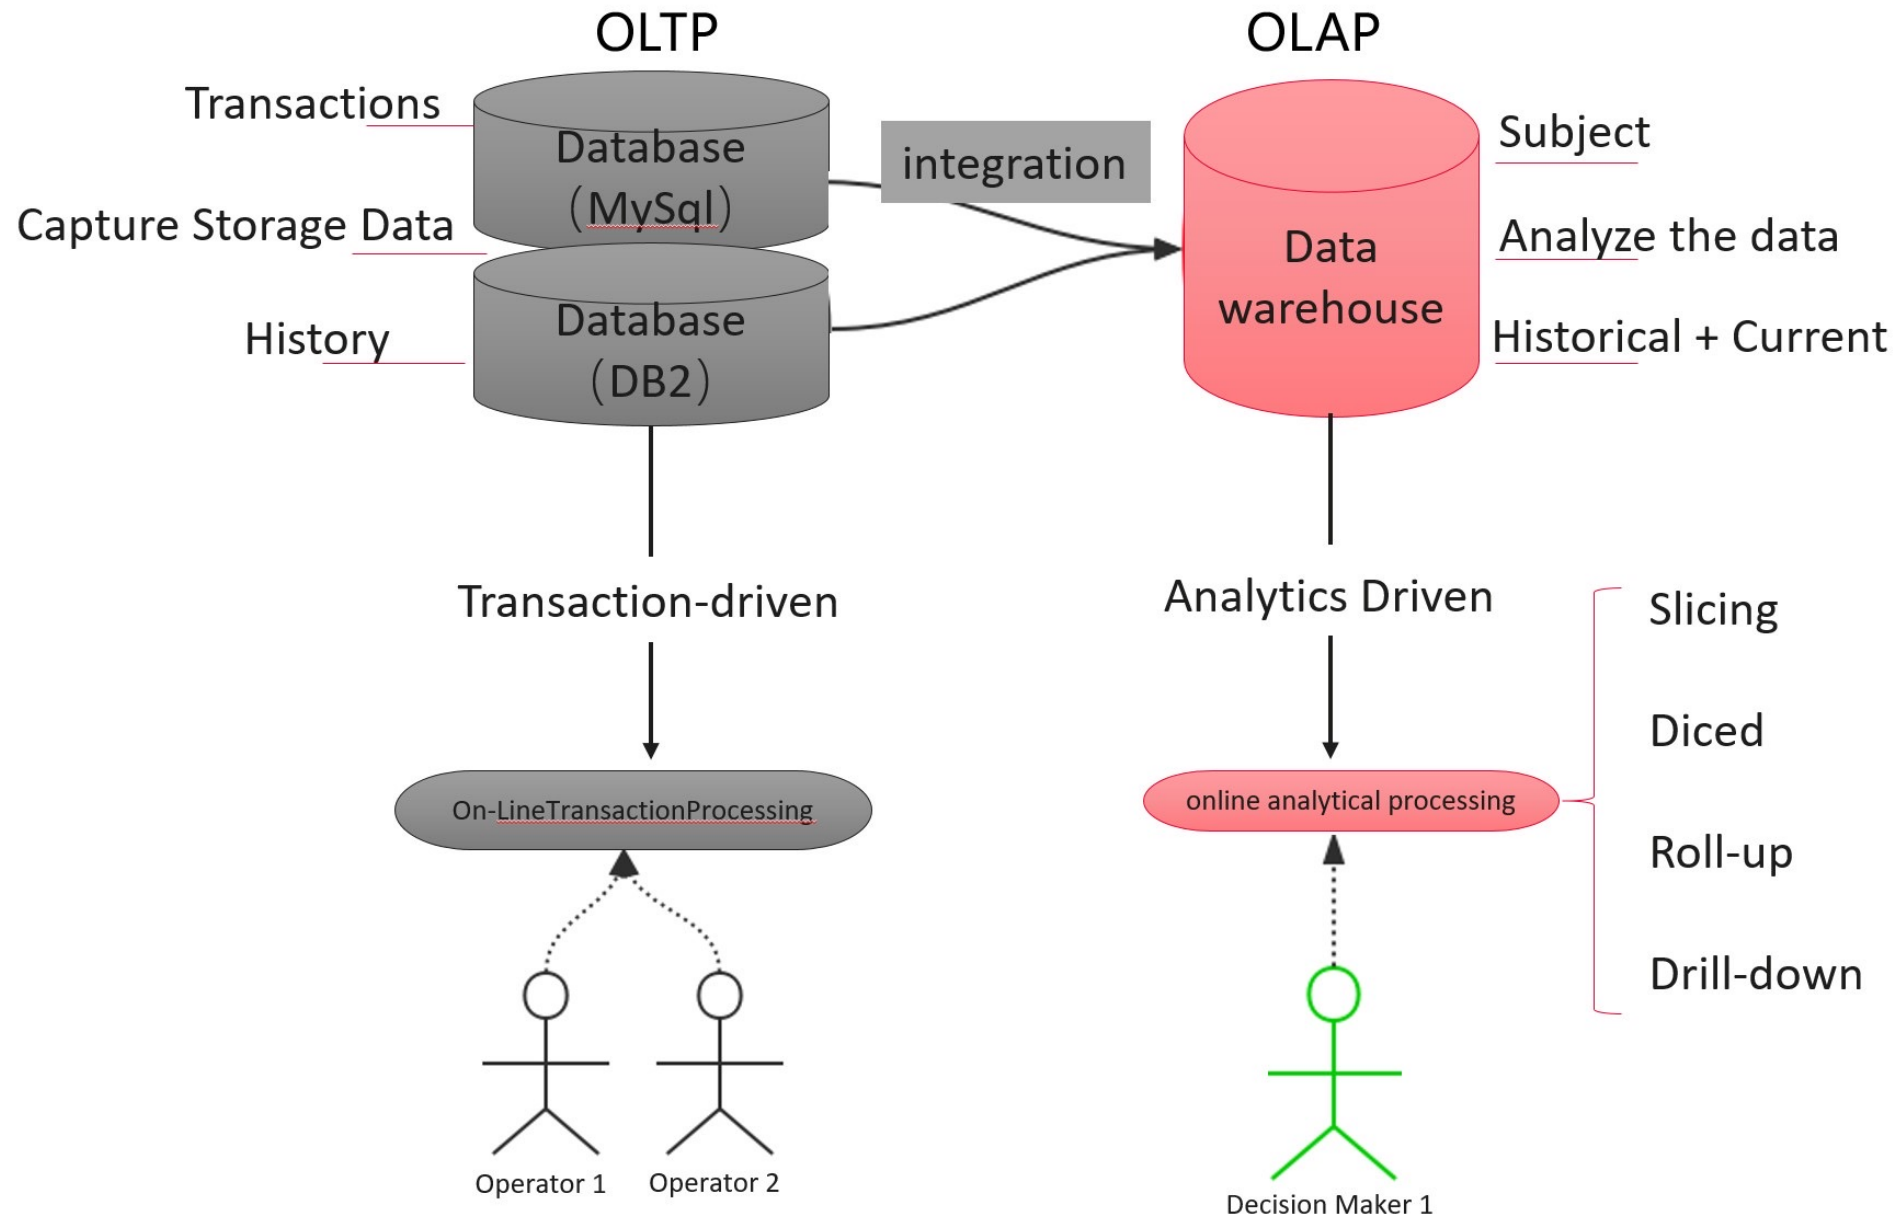 OLTP
OLAP
Transactions
Capture Storage Data
History
Database
（MySql）
Database
（DB2）
integration
Data
warehouse
Subject
Analyze the data
Historical + Current
Transaction-driven
Analytics Driven
On-LineTransactionProcessing
online analytical processing
Slicing
Diced
Roll-up
Drill-down
Operator 1
Operator 2
Decision Maker 1